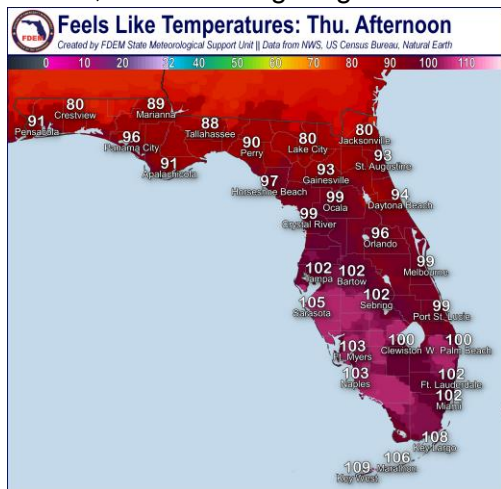 Feels Like Temperatures: Thu. Afternoon
Created by FDEM State Meteorological Support Unit || Data from NWS, US Census Bureau, Natural Earth
FDEM
0 10 20 30 40 50 60 70 80 90 100 110
80
Crestview
89
Marianna
91
Pensacola
96
Panama City
88
Tallahassee
91
Apalachicola
90
Perry
80
Lake City
80
Jacksonville
93
St. Augustine
93
Gainesville
97
Horseshoe Beach
99
Ocala
94
Daytona Beach
99
Crystal River
96
Orlando
99
Melbourne
102
Tampa
102
Bartow
102
Sebring
105
Sarasota
99
Port St. Lucie
103
Ft. Myers
100
Clewiston
100
W. Palm Beach
103
Naples
102
Ft. Lauderdale
102
Miami
108
Key Largo
106
Marathon
109
Key West